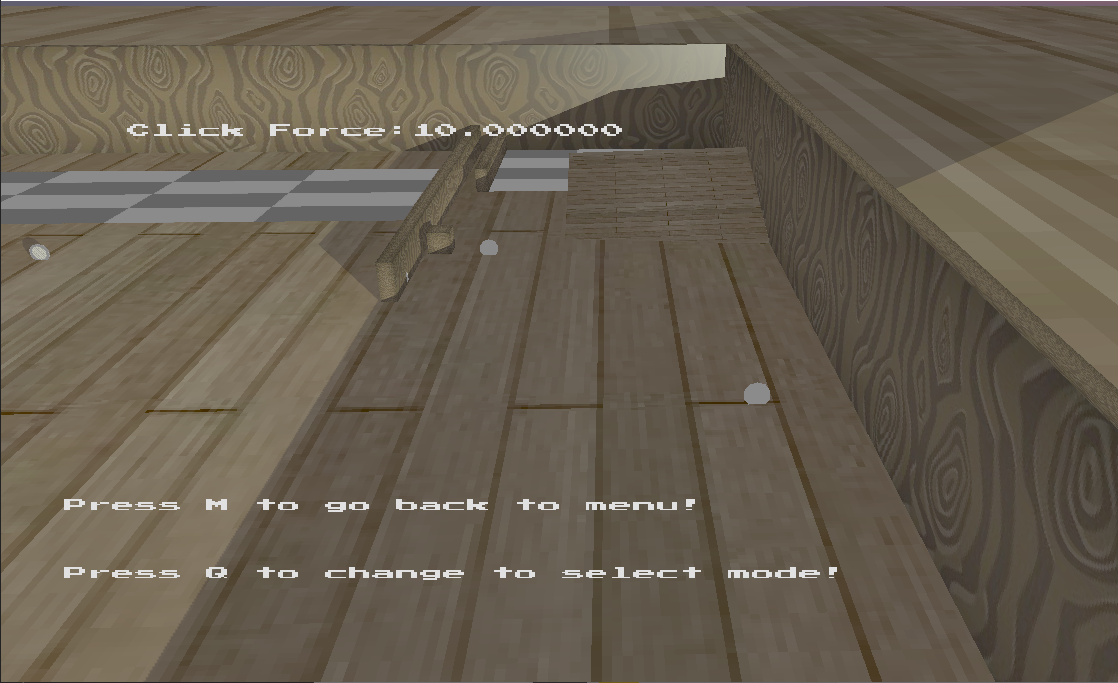 Click Force:10.000000
Press M to go back to menu!
Press Q to change to select mode!